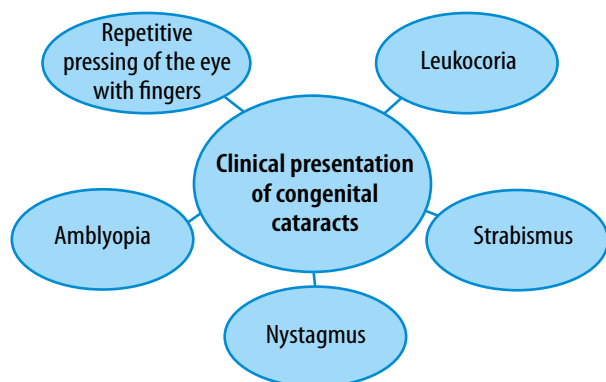 Repetitive
pressing of the eye
with fingers
Leukocoria
Clinical presentation
of congenital
cataracts
Amblyopia
Strabismus
Nystagmus